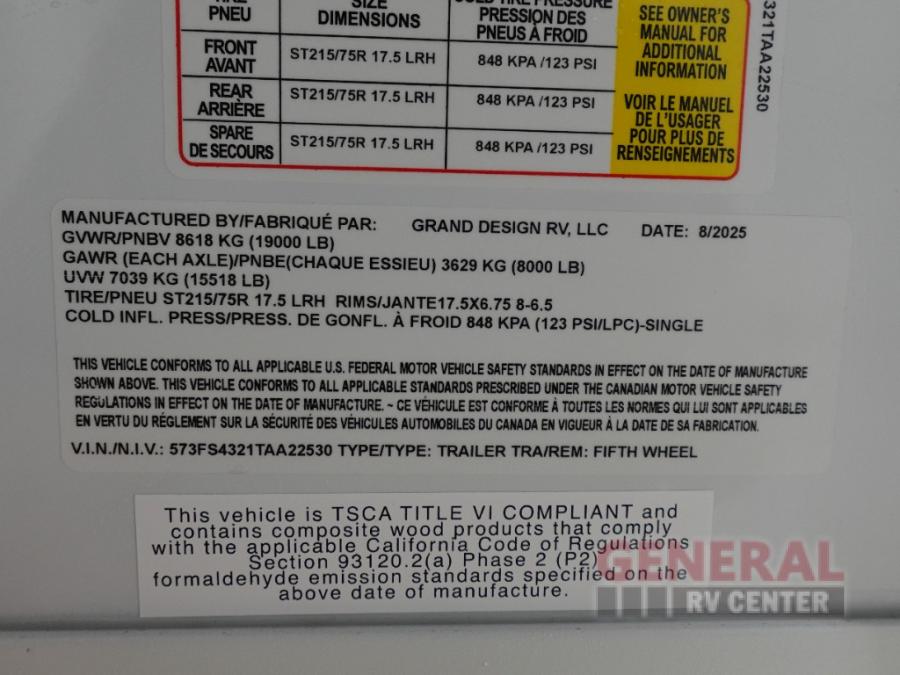 TIRE SIZE COLD TIRE PRESSURE
PNEU DIMENSIONS PRESSION DES
PNEUS À FROID
FRONT
AVANT ST215/75R 17.5 LRH 848 KPA /123 PSI
REAR
ARRIÈRE ST215/75R 17.5 LRH 848 KPA /123 PSI
SPARE
DE SECOURS ST215/75R 17.5 LRH 848 KPA /123 PSI
SEE OWNER'S
MANUAL FOR
ADDITIONAL
INFORMATION
VOIR LE MANUEL
DE L'USAGER
POUR PLUS DE
RENSEIGNEMENTS
321TAA22530
MANUFACTURED BY/FABRIQUÉ PAR: GRAND DESIGN RV, LLC DATE: 8/2025
GVWR/PNBV 8618 KG (19000 LB)
GAWR (EACH AXLE)/PNBE(CHAQUE ESSIEU) 3629 KG (8000 LB)
UVW 7039 KG (15518 LB)
TIRE/PNEU ST215/75R 17.5 LRH RIMS/JANTE17.5X6.75 8-6.5
COLD INFL. PRESS/PRESS. DE GONFL. À FROID 848 KPA (123 PSI/LPC)-SINGLE
THIS VEHICLE CONFORMS TO ALL APPLICABLE U.S. FEDERAL MOTOR VEHICLE SAFETY STANDARDS IN EFFECT ON THE DATE OF MANUFACTURE
SHOWN ABOVE. THIS VEHICLE CONFORMS TO ALL APPLICABLE STANDARDS PRESCRIBED UNDER THE CANADIAN MOTOR VEHICLE SAFETY
REGULATIONS IN EFFECT ON THE DATE OF MANUFACTURE. ~ CE VÉHICULE EST CONFORME À TOUTES LES NORMES QUI LUI SONT APPLICABLES
EN VERTU DU RÉGLEMENT SUR LA SÉCURITÉ DES VÉHICULES AUTOMOBILES DU CANADA EN VIGUEUR À LA DATE DE SA FABRICATION.
V.I.N./N.I.V.: 573FS4321TAA22530 TYPE/TYPE: TRAILER TRA/REM: FIFTH WHEEL
This vehicle is TSCA TITLE VI COMPLIANT and
contains composite wood products that comply
with the applicable California Code of Regulations
Section 93120.2(a) Phase 2 (P2)
formaldehyde emission standards specified on the
above date of manufacture.
GENERAL
RV CENTER